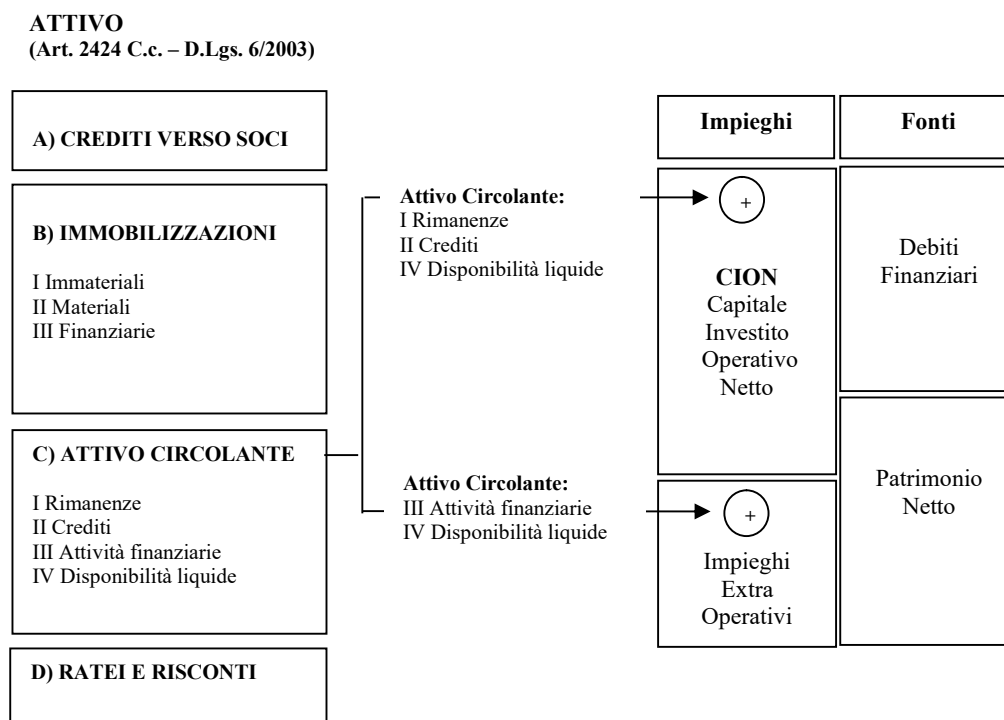 ATTIVO
(Art. 2424 C.c. – D.Lgs. 6/2003)
A) CREDITI VERSO SOCI
B) IMMOBILIZZAZIONI
I Immateriali
II Materiali
III Finanziarie
C) ATTIVO CIRCOLANTE
I Rimanenze
II Crediti
III Attività finanziarie
IV Disponibilità liquide
D) RATEI E RISCONTI
Attivo Circolante:
I Rimanenze
II Crediti
IV Disponibilità liquide
Attivo Circolante:
III Attività finanziarie
IV Disponibilità liquide
Impieghi
+
CION
Capitale
Investito
Operativo
Netto
+
Impieghi
Extra
Operativi
Fonti
Debiti
Finanziari
Patrimonio
Netto